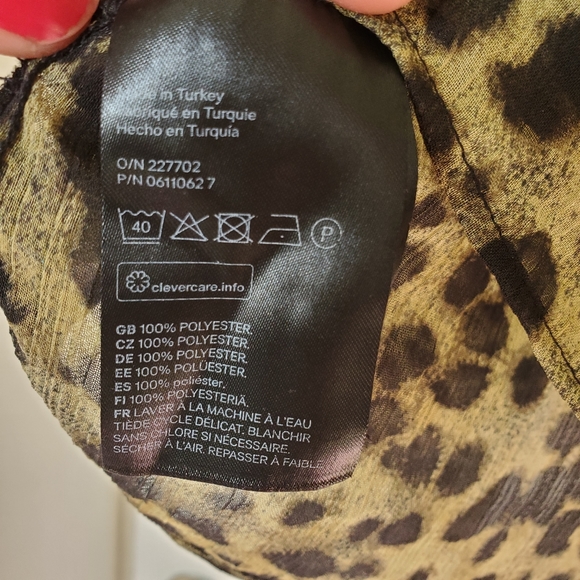 in Turkey
en Turquie
Hecho en Turquía
O/N 227702
P/N 0611062 7
40
P
clevercare.info
GB 100% POLYESTER.
CZ 100% POLYESTER.
DE 100% POLYESTER.
EE 100% POLÜESTER.
ES 100% poliéster.
FI 100% POLYESTERIÄ.
FR LAVER À LA MACHINE À L'EAU
TIÈDE CYCLE DÉLICAT. BLANCHIR
SANS CHLORE SI NÉCESSAIRE.
SÉCHER À L'AIR. REPASSER À FAIBLE